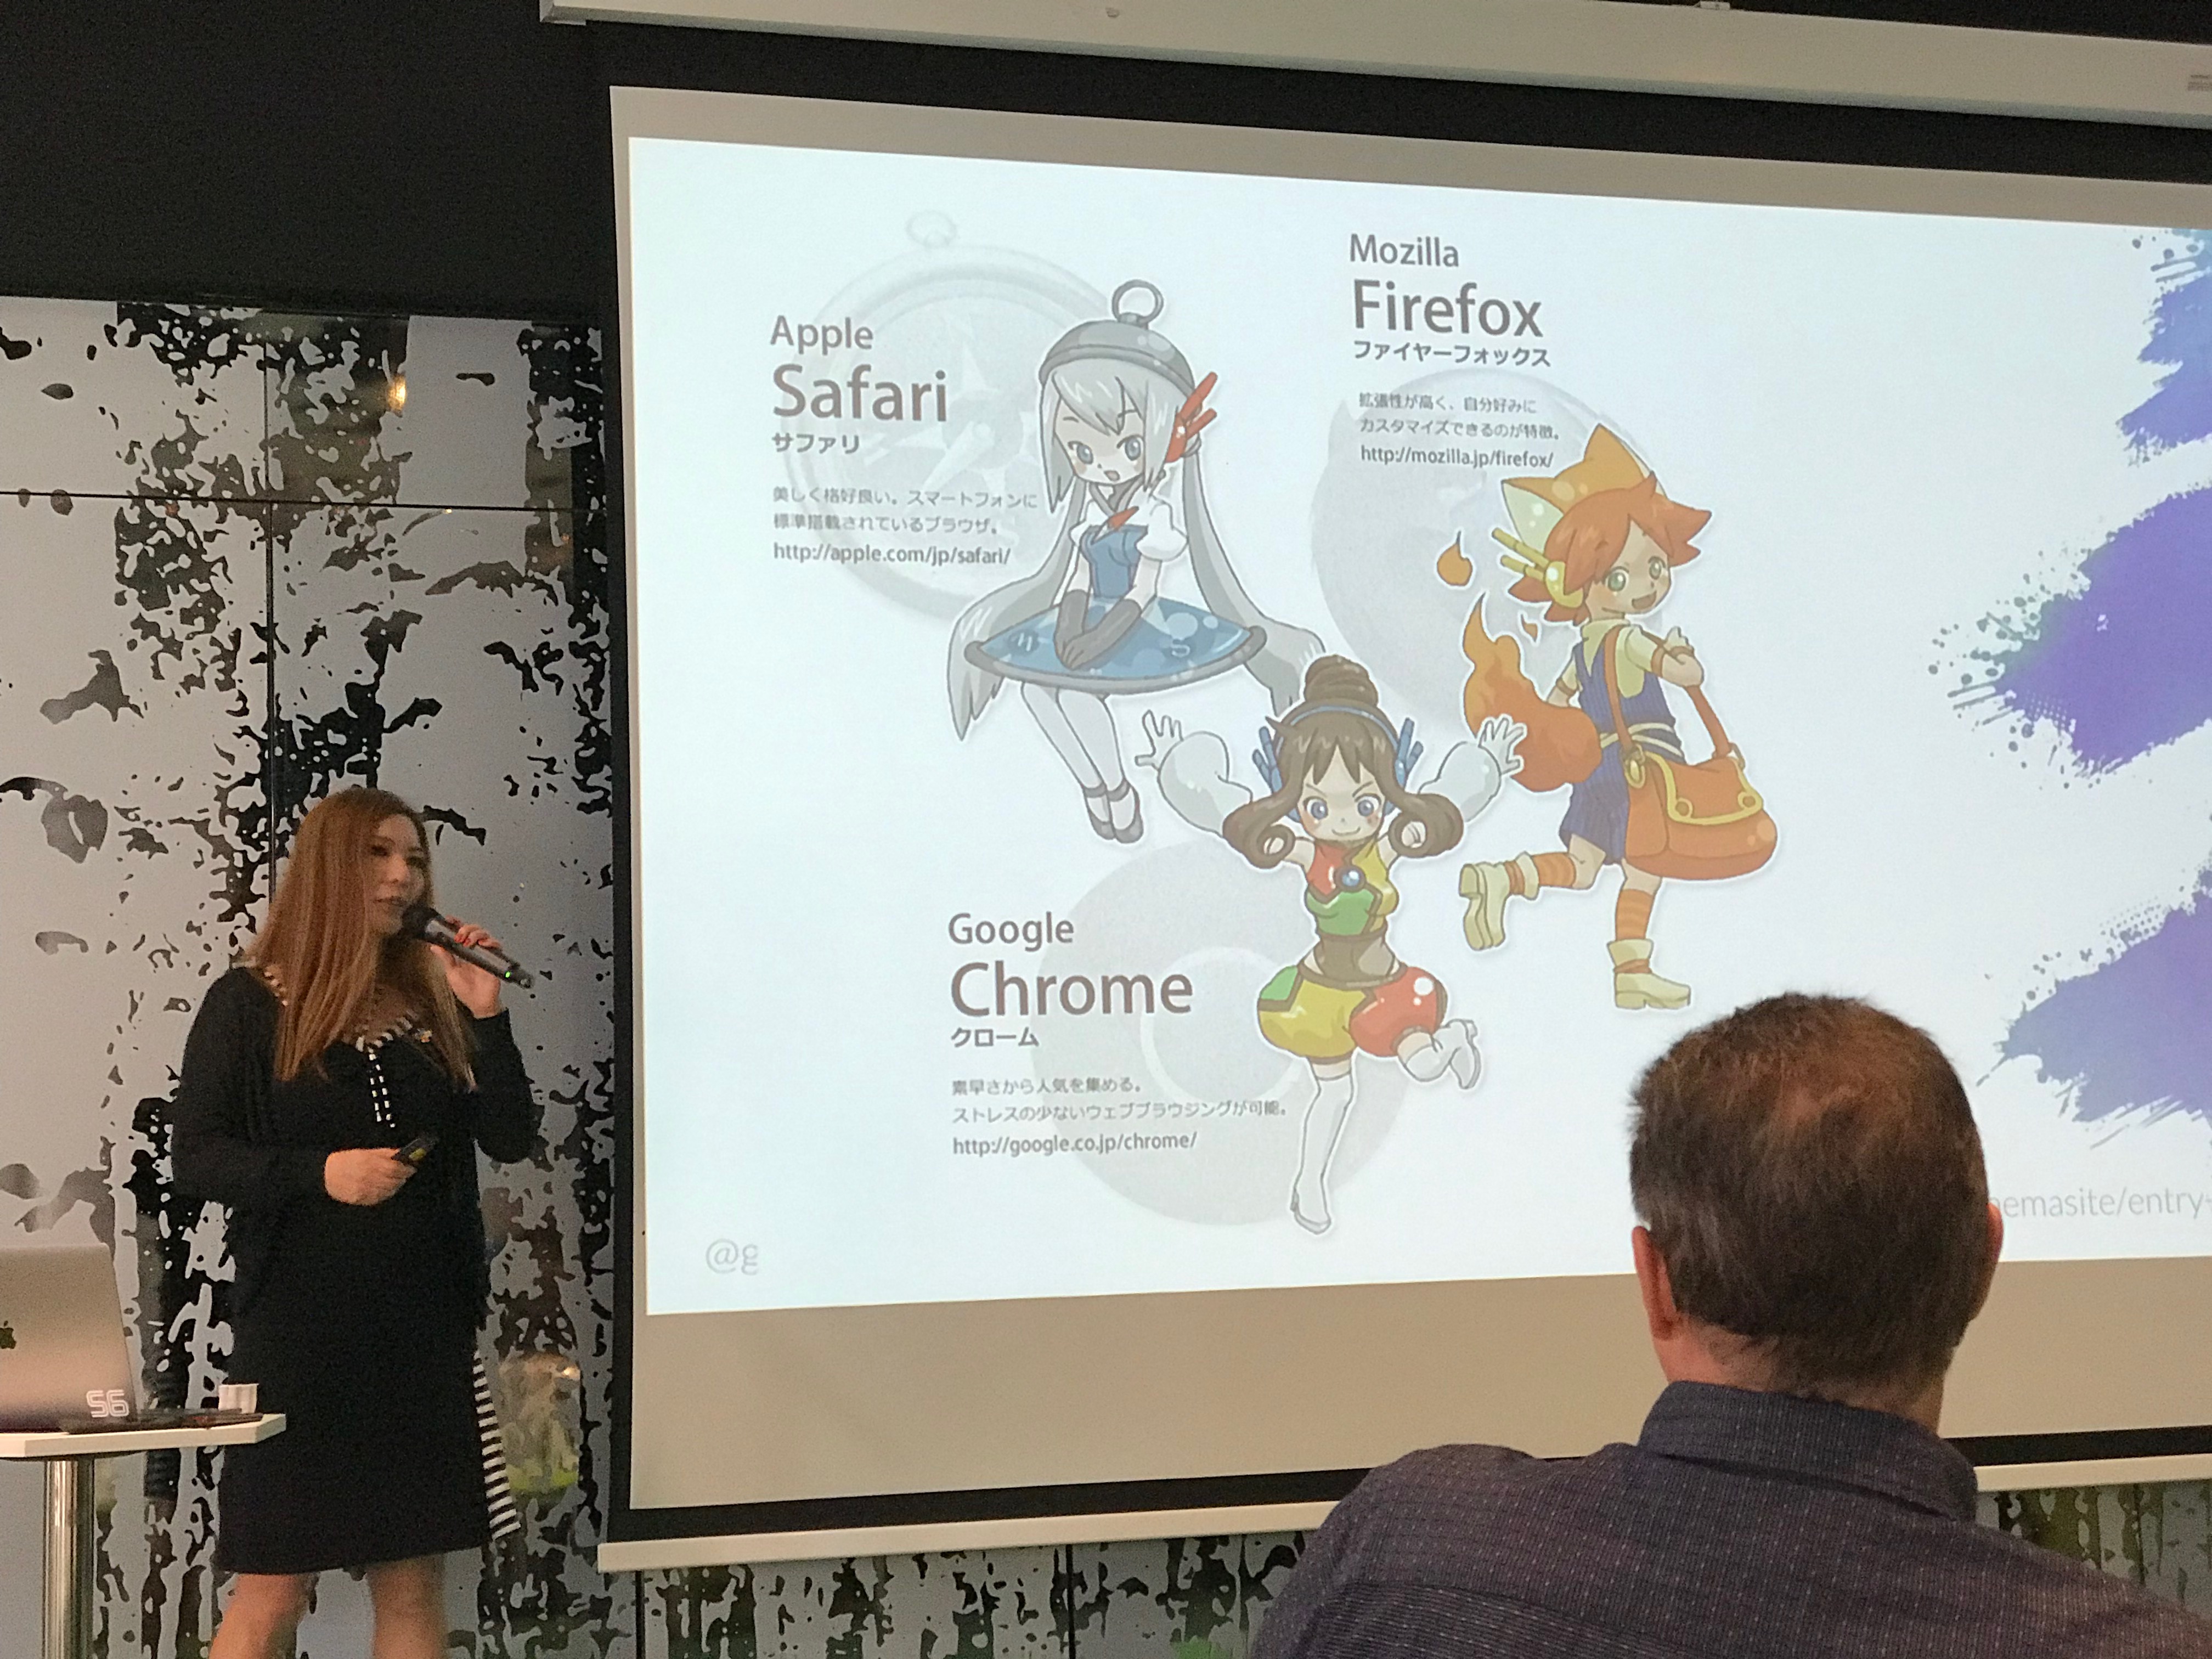 Apple
Safari
サファリ
美しく格好良い。スマートフォンに
標準搭載されているブラウザ。
http://apple.com/jp/safari/
Mozilla
Firefox
ファイヤーフォックス
拡張性が高く、自分好みに
カスタマイズできるのが特徴。
http://mozilla.jp/firefox/
Google
Chrome
クローム
素早さから人気を集める。
ストレスの少ないウェブブラウジングが可能。
http://google.co.jp/chrome/
@g
emasite/entry-
S6